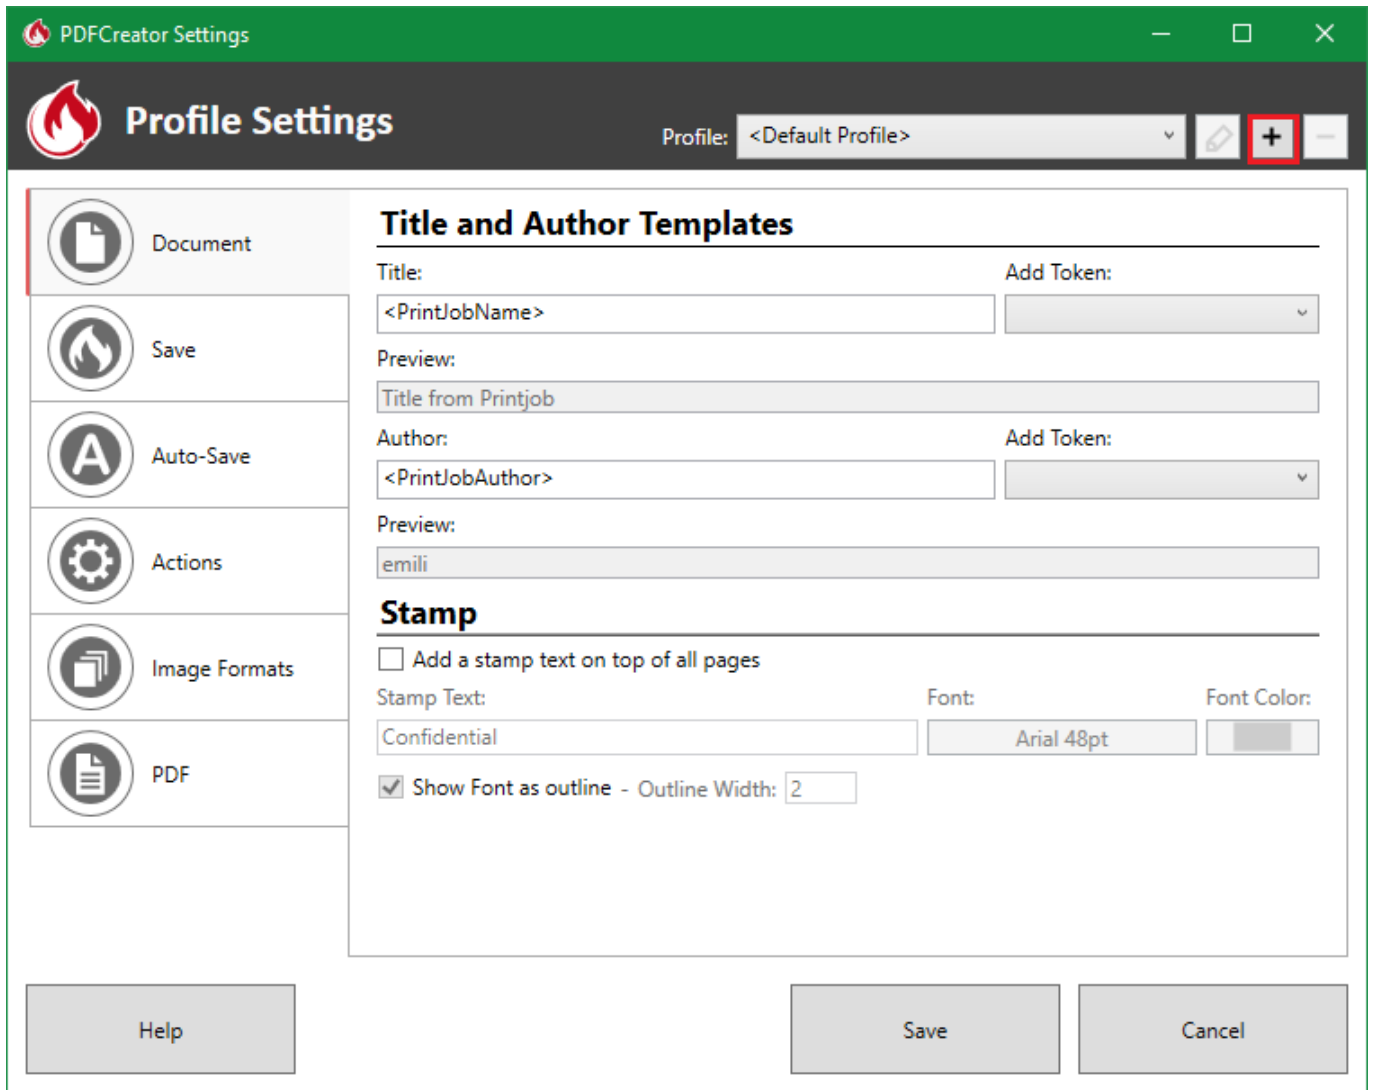 PDFCreator Settings
Profile Settings
Profile: <Default Profile>
+ −
Document
Save
Auto-Save
Actions
Image Formats
PDF
Title and Author Templates
Title: Add Token:
<PrintJobName>
Preview:
Title from Printjob
Author: Add Token:
<PrintJobAuthor>
Preview:
emili
Stamp
Add a stamp text on top of all pages
Stamp Text: Font: Font Color:
Confidential Arial 48pt
Show Font as outline - Outline Width: 2
Help Save Cancel